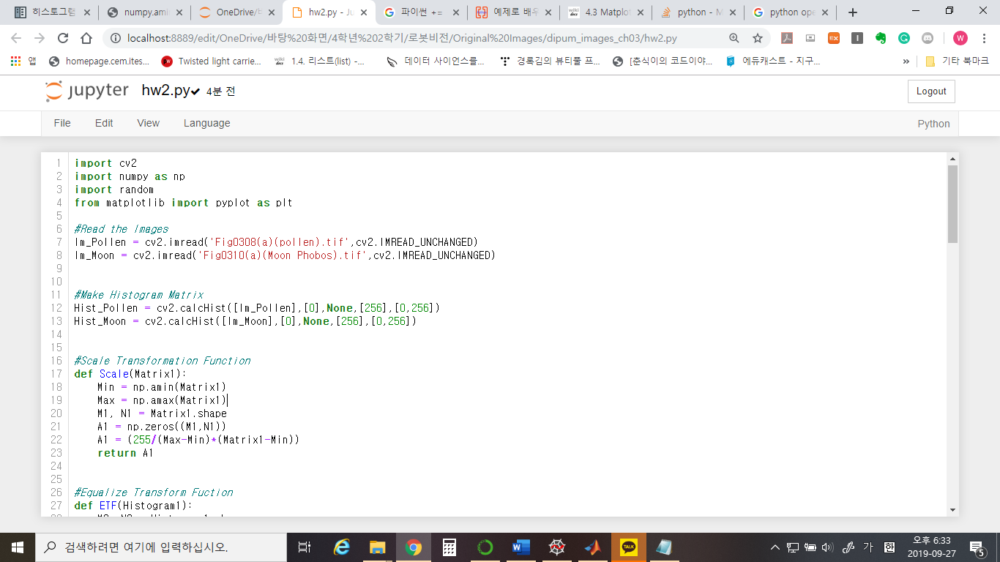 히스토그램
numpy.ami
OneDrive/바
hw2.py - Ju
파이썬 +=
예제로 배우
4.3 Matplot
python - M
python ope
localhost:8889/edit/OneDrive/바탕%20화면/4학년%202학기/로봇비전/Original%20Images/dipum_images_ch03/hw2.py
앱
homepage.cem.ites...
Twisted light carrie...
1.4. 리스트(list) -...
데이터 사이언스를...
경록김의 뷰티풀 프...
[춘식이의 코드이야...
에듀캐스트 - 지구...
»
기타 북마크
jupyter hw2.py✔ 4분 전
Logout
File Edit View Language
Python
1 import cv2
2 import numpy as np
3 import random
4 from matplotlib import pyplot as plt
5
6 #Read the Images
7 Im_Pollen = cv2.imread('Fig0308(a)(pollen).tif',cv2.IMREAD_UNCHANGED)
8 Im_Moon = cv2.imread('Fig0310(a)(Moon Phobos).tif',cv2.IMREAD_UNCHANGED)
9
10
11 #Make Histogram Matrix
12 Hist_Pollen = cv2.calcHist([Im_Pollen],[0],None,[256],[0,256])
13 Hist_Moon = cv2.calcHist([Im_Moon],[0],None,[256],[0,256])
14
15
16 #Scale Transformation Function
17 def Scale(Matrix1):
18 Min = np.amin(Matrix1)
19 Max = np.amax(Matrix1)
20 M1, N1 = Matrix1.shape
21 A1 = np.zeros((M1,N1))
22 A1 = (255/(Max-Min)*(Matrix1-Min))
23 return A1
24
25
26 #Equalize Transform Fuction
27 def ETF(Histogram1):
검색하려면 여기에 입력하십시오.
TALK
가
한
오후 6:33
2019-09-27
5